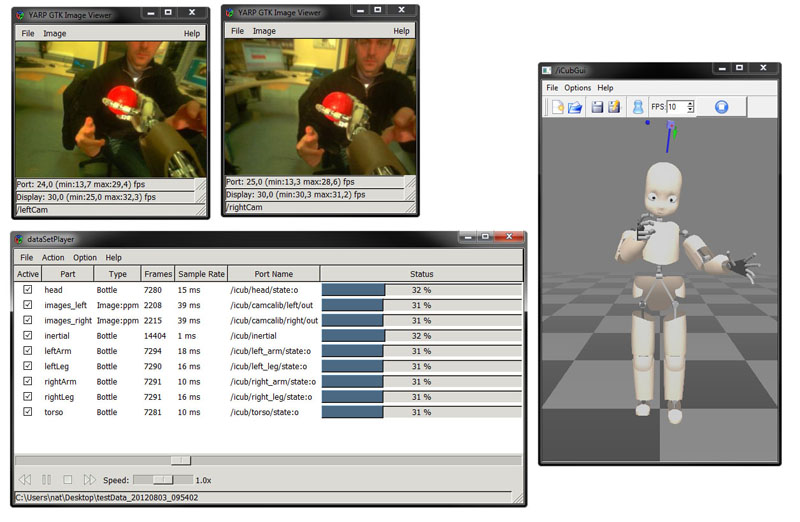 YARP GTK Image Viewer
File Image Help
Port: 24,0 (min:13,7 max:29,4) fps
Display: 30,0 (min:25,0 max:32,3) fps
/leftCam
YARP GTK Image Viewer
File Image Help
Port: 25,0 (min:13,3 max:28,6) fps
Display: 30,0 (min:30,3 max:31,2) fps
/rightCam
/iCubGui
File Options Help
FPS: 10
dataSetPlayer
File Action Option Help
Active Part Type Frames Sample Rate Port Name Status
head Bottle 7280 15 ms /icub/head/state:o 32 %
images_left Image:ppm 2208 39 ms /icub/camcalib/left/out 31 %
images_right Image:ppm 2215 39 ms /icub/camcalib/right/out 31 %
inertial Bottle 14404 1 ms /icub/inertial 32 %
leftArm Bottle 7294 18 ms /icub/left_arm/state:o 31 %
leftLeg Bottle 7290 16 ms /icub/left_leg/state:o 31 %
rightArm Bottle 7291 10 ms /icub/right_arm/state:o 31 %
rightLeg Bottle 7291 16 ms /icub/right_leg/state:o 31 %
torso Bottle 7281 10 ms /icub/torso/state:o 31 %
Speed: 1.0x
C:\Users\nat\Desktop\testData_20120803_095402